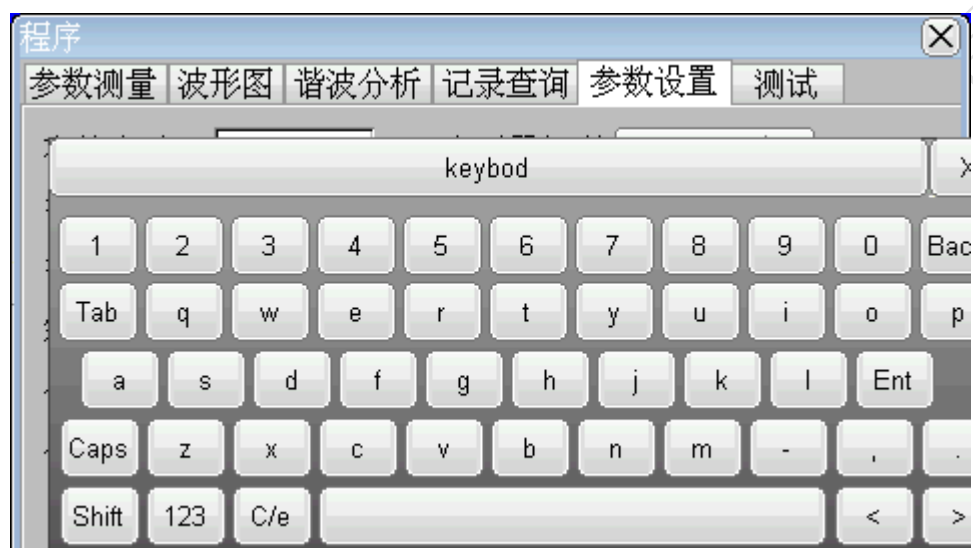 程序
参数测量 波形图 谐波分析 记录查询 参数设置 测试
keybod X
1 2 3 4 5 6 7 8 9 0 Bac
Tab q w e r t y u i o p
a s d f g h j k l Ent
Caps z x c v b n m - , .
Shift 123 C/e < >